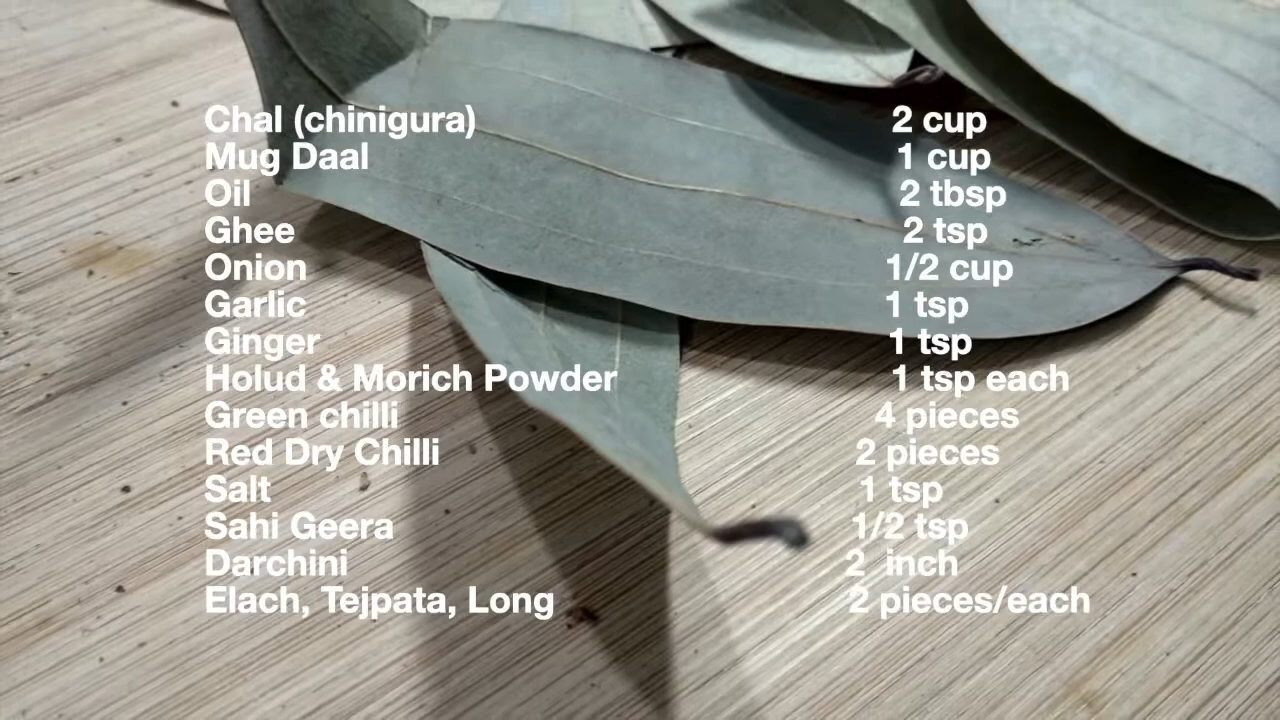 Chal (chinigura) 2 cup
Mug Daal 1 cup
Oil 2 tbsp
Ghee 2 tsp
Onion 1/2 cup
Garlic 1 tsp
Ginger 1 tsp
Holud & Morich Powder 1 tsp each
Green chilli 4 pieces
Red Dry Chilli 2 pieces
Salt 1 tsp
Sahi Geera 1/2 tsp
Darchini 2 inch
Elach, Tejpata, Long 2 pieces/each